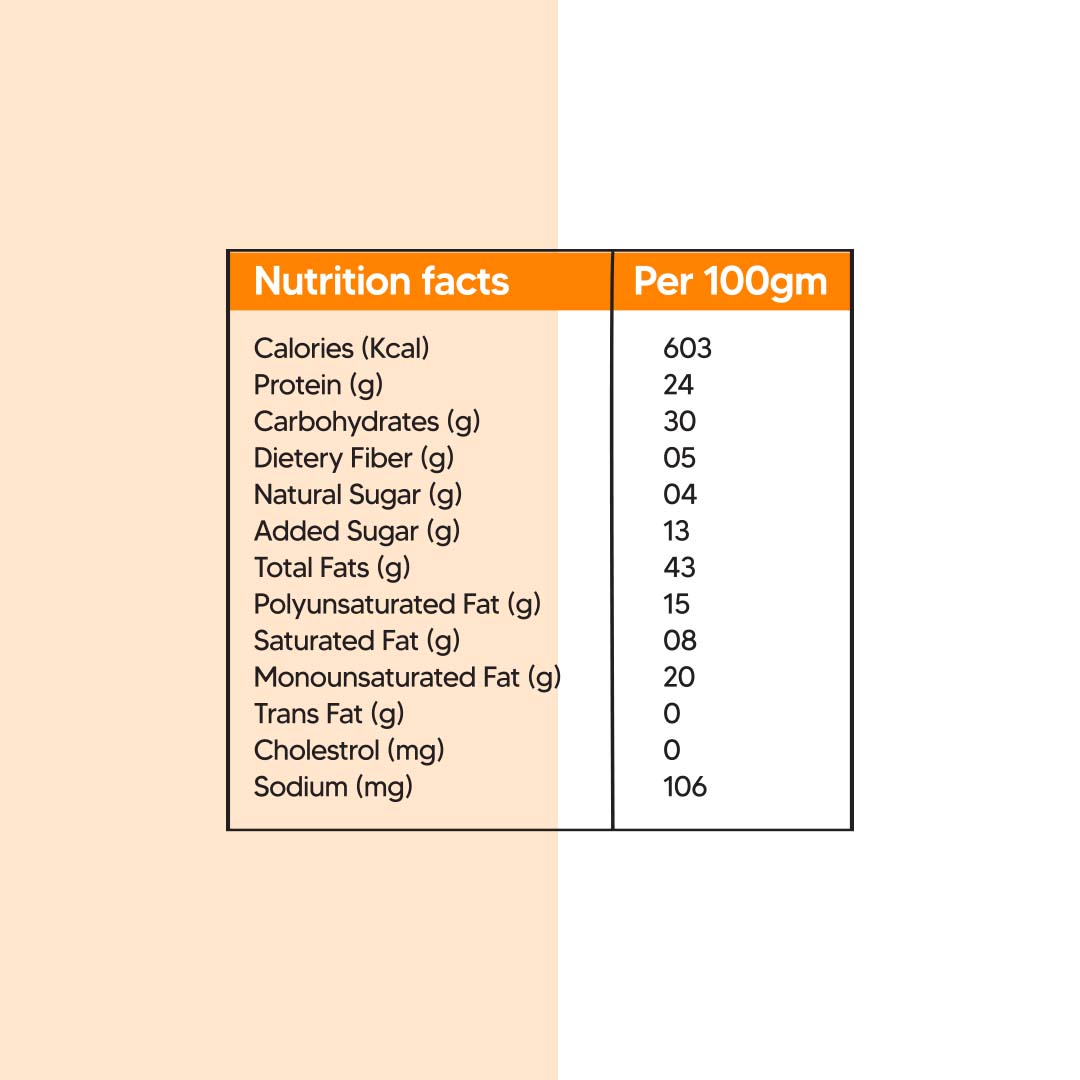 Nutrition facts Per 100gm
Calories (Kcal) 603
Protein (g) 24
Carbohydrates (g) 30
Dietery Fiber (g) 05
Natural Sugar (g) 04
Added Sugar (g) 13
Total Fats (g) 43
Polyunsaturated Fat (g) 15
Saturated Fat (g) 08
Monounsaturated Fat (g) 20
Trans Fat (g) 0
Cholestrol (mg) 0
Sodium (mg) 106